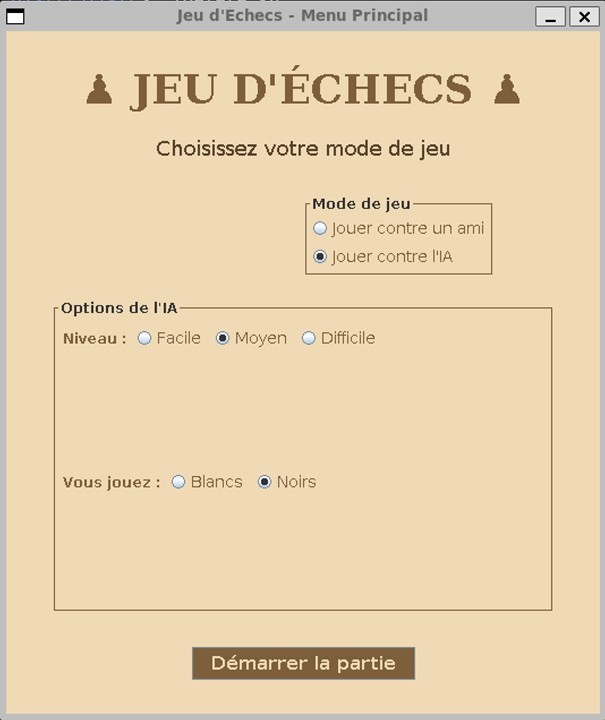 Jeu d'Échecs - Menu Principal
♟ JEU D'ÉCHECS ♟
Choisissez votre mode de jeu
Mode de jeu
Jouer contre un ami
Jouer contre l'IA
Options de l'IA
Niveau : Facile Moyen Difficile
Vous jouez : Blancs Noirs
Démarrer la partie